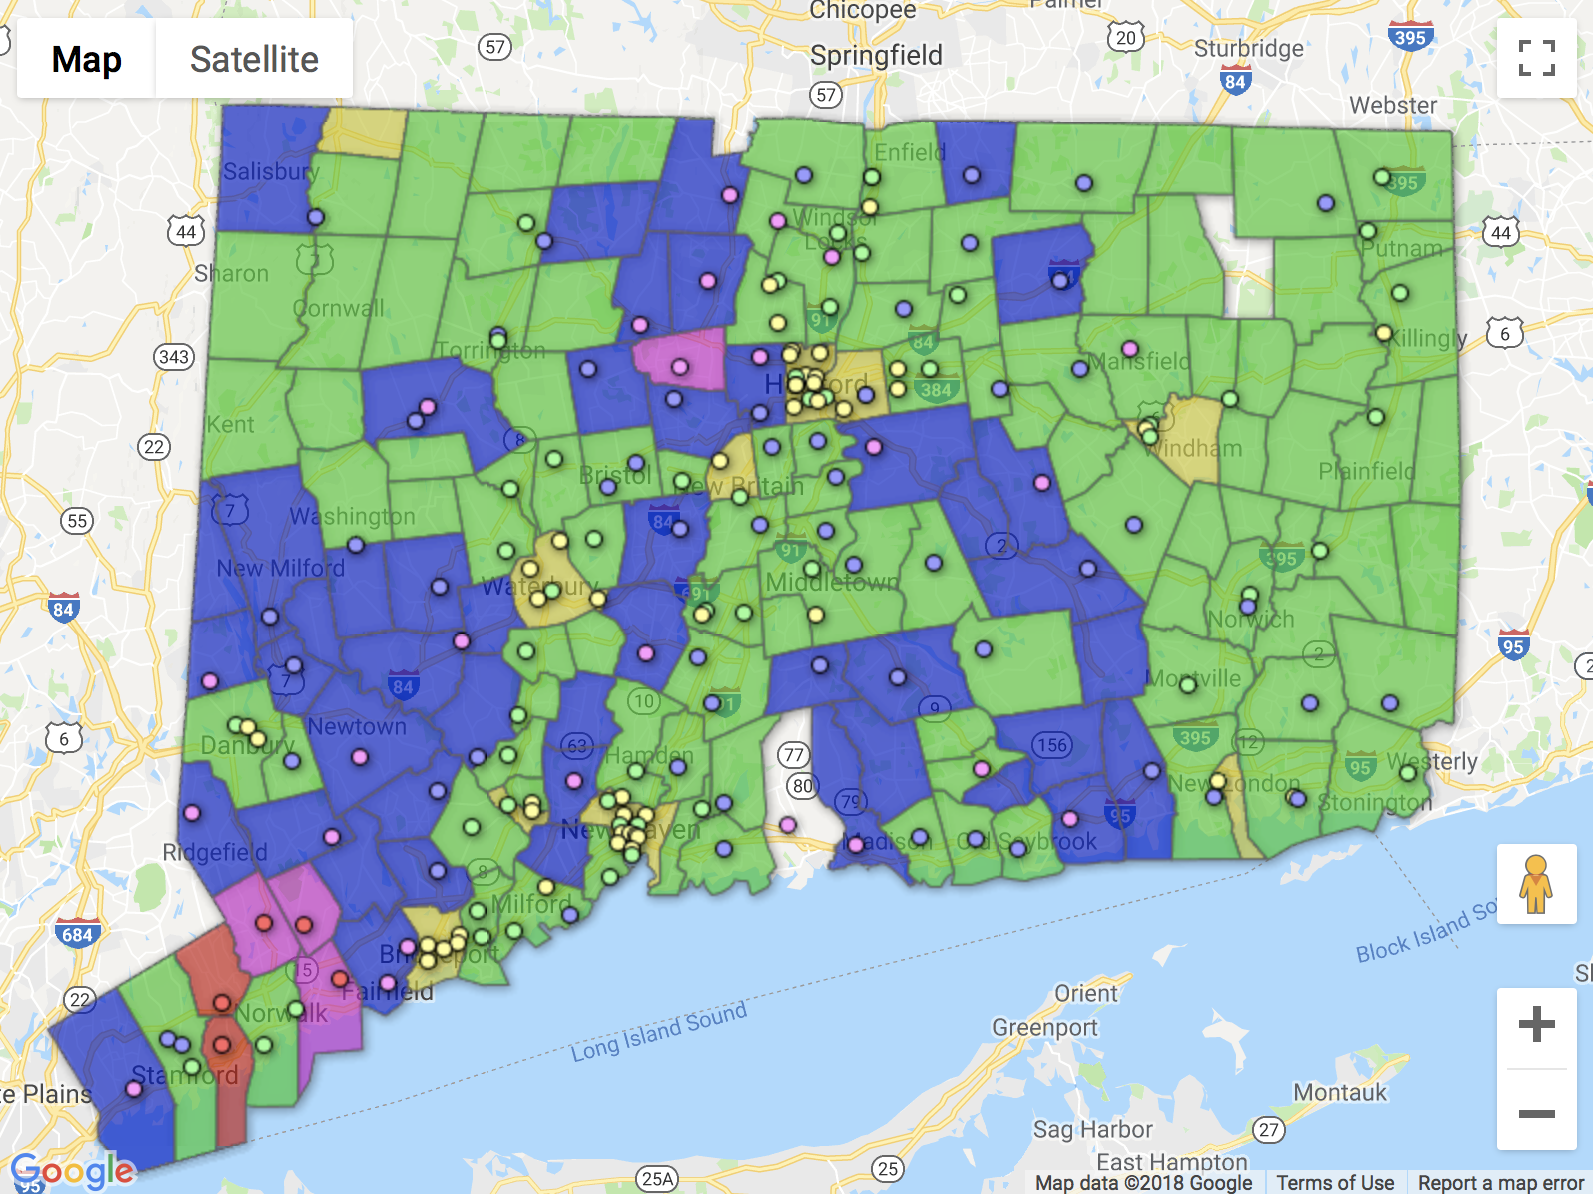 Chicopee
Palmer
Map
Satellite
57
20
395
Springfield
Sturbridge
84
57
Webster
Enfield
395
Salisbury
44
Windsor
Locks
44
Putnam
7
Sharon
84
Cornwall
91
84
6
343
Torrington
Killingly
Mansfield
Hartford
384
Kent
6
22
8
Windham
Bristol
New Britain
Plainfield
7
Washington
84
55
91
2
395
New Milford
Middletown
84
Waterbury
691
Norwich
95
2
7
84
Montville
10
91
9
6
Newtown
Danbury
63
Hamden
77
156
395
12
95
Westerly
80
79
New London
Stonington
95
New Haven
Ridgefield
Madison
Old Saybrook
8
Milford
684
Bridgeport
Block Island So
15
Fairfield
22
Norwalk
Orient
Greenport
Long Island Sound
Stamford
te Plains
Montauk
Sag Harbor
27
East Hampton
Google
95
25A
25
Map data ©2018 Google
Terms of Use
Report a map error